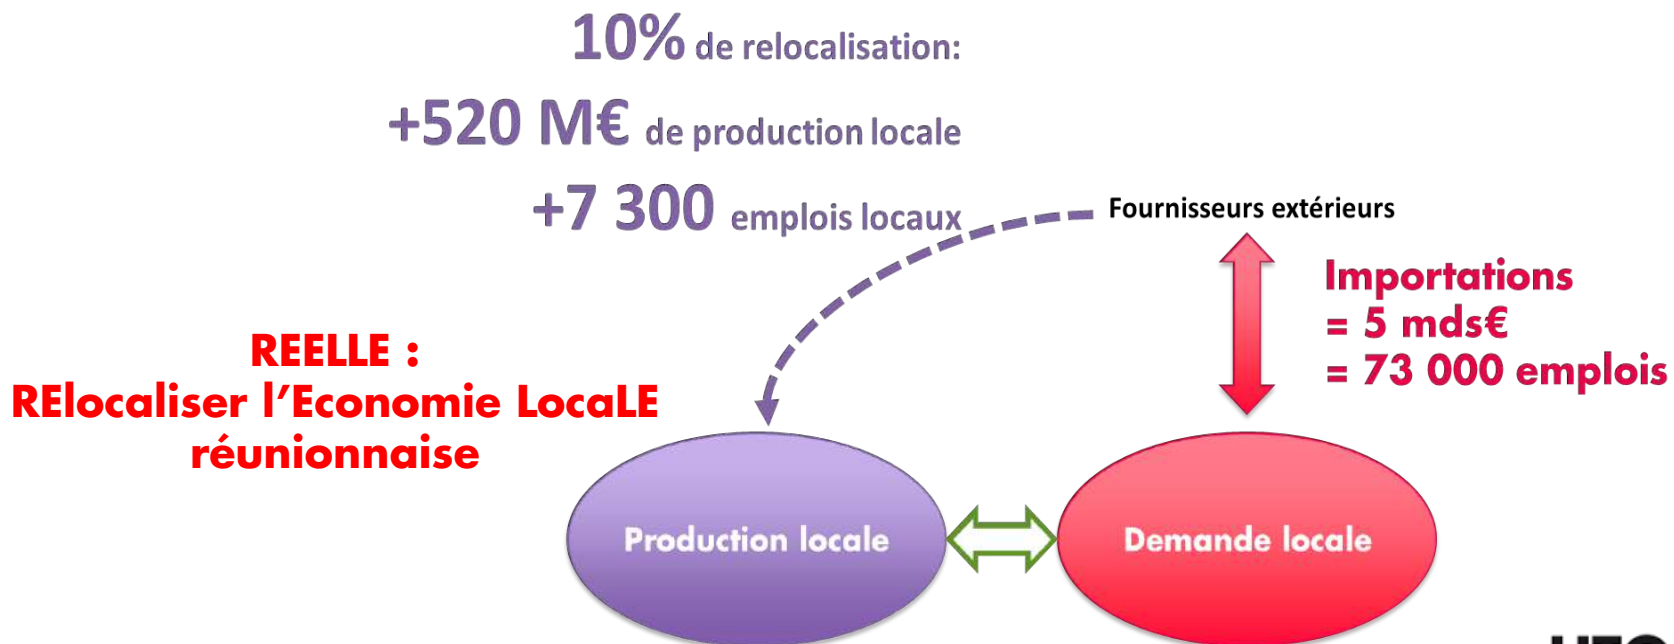 10% de relocalisation:
+520 M€ de production locale
+7 300 emplois locaux
Fournisseurs extérieurs
Importations
= 5 mds€
= 73 000 emplois
REELLE :
RElocaliser l’Economie LocaLE
réunionnaise
Production locale
Demande locale